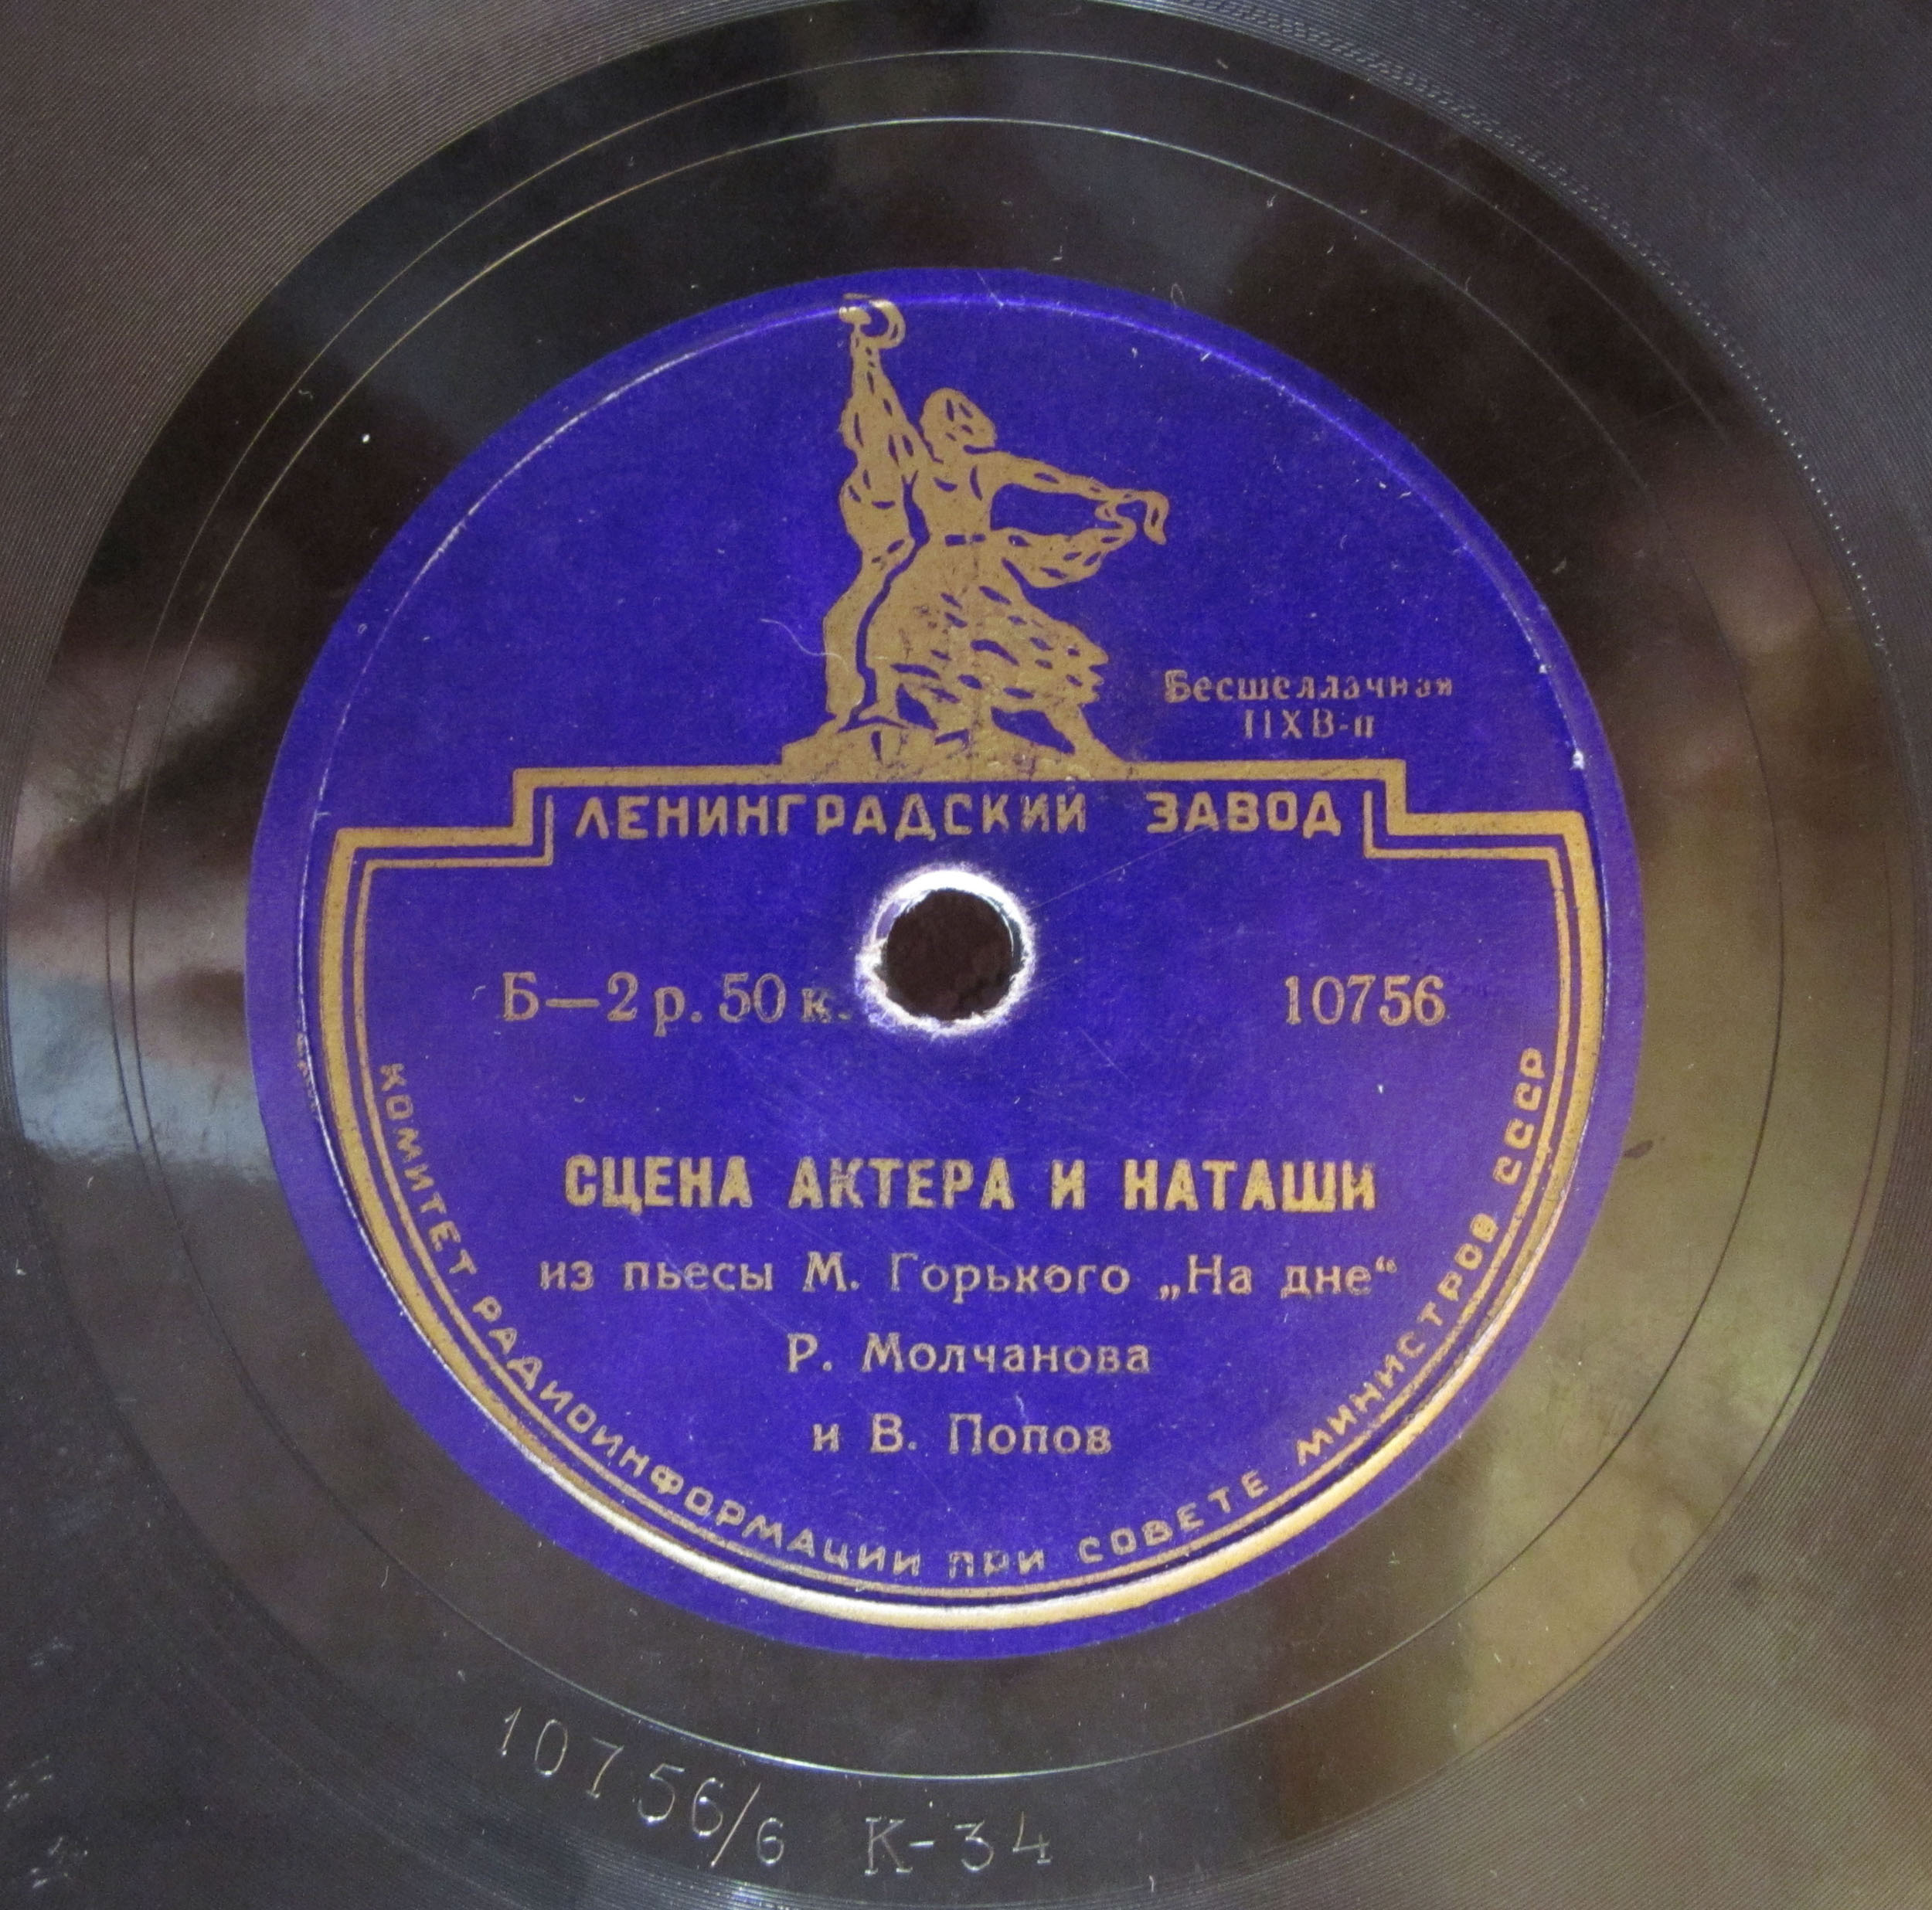 Бесшеллачная
ПХВ-п
ЛЕНИНГРАДСКИЙ ЗАВОД
Б—2 р. 50 к.
10756
СЦЕНА АКТЕРА И НАТАШИ
из пьесы М. Горького „На дне“
Р. Молчанова
и В. Попов
КОМИТЕТ РАДИОИНФОРМАЦИИ ПРИ СОВЕТЕ МИНИСТРОВ СССР
10756/6 К-34